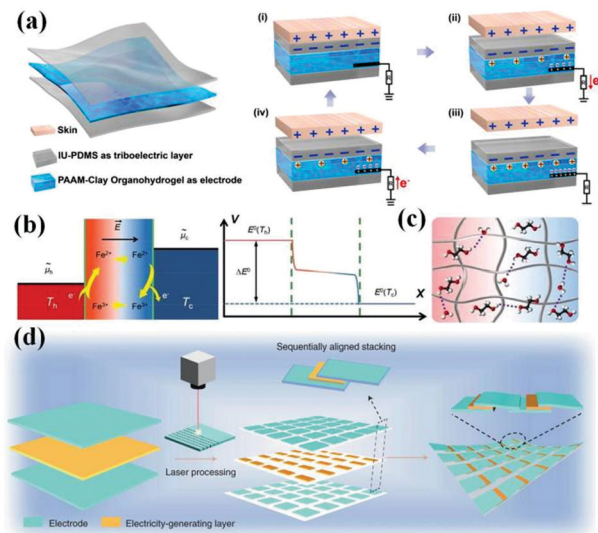 (a)
(i)
(ii)
(iv)
(iii)
R
e⁻
R
R
e⁻
Skin
IU-PDMS as triboelectric layer
PAAM-Clay Organohydrogel as electrode
(b)
E
μ̃h
μ̃c
Fe²⁺
Fe²⁺
e⁻
e⁻
Fe³⁺
Fe³⁺
Th
Tc
V
E⁰(Th)
ΔE⁰
E⁰(Tc)
X
(c)
(d)
Sequentially aligned stacking
Laser processing
Electrode
Electricity-generating layer